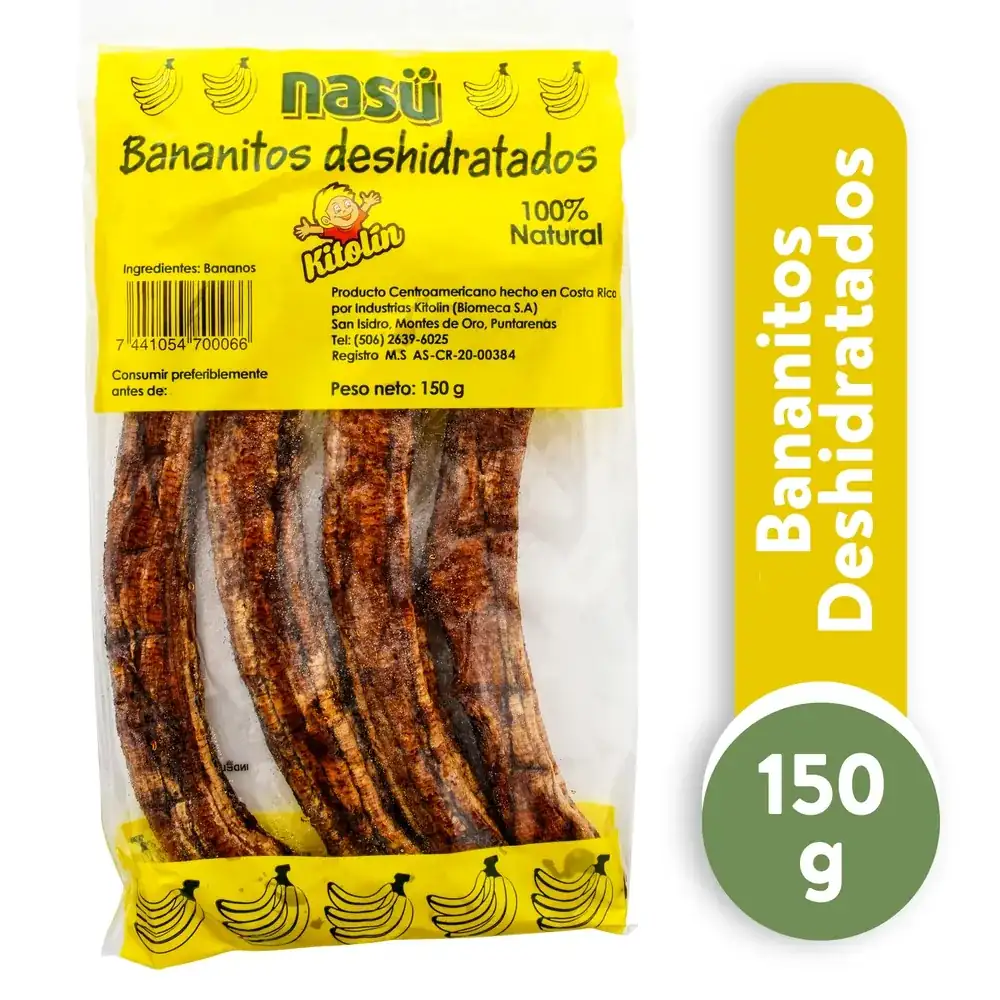 nasü
Bananitos deshidratados
Kitolín
100%
Natural
Ingredientes: Bananos
7 441054 700066
Consumir preferiblemente
antes de:
Producto Centroamericano hecho en Costa Rica
por Industrias Kitolin (Biomeca S.A)
San Isidro, Montes de Oro, Puntarenas
Tel: (506) 2639-6025
Registro M.S AS-CR-20-00384
Peso neto: 150 g
Bananitos
Deshidratados
150
g